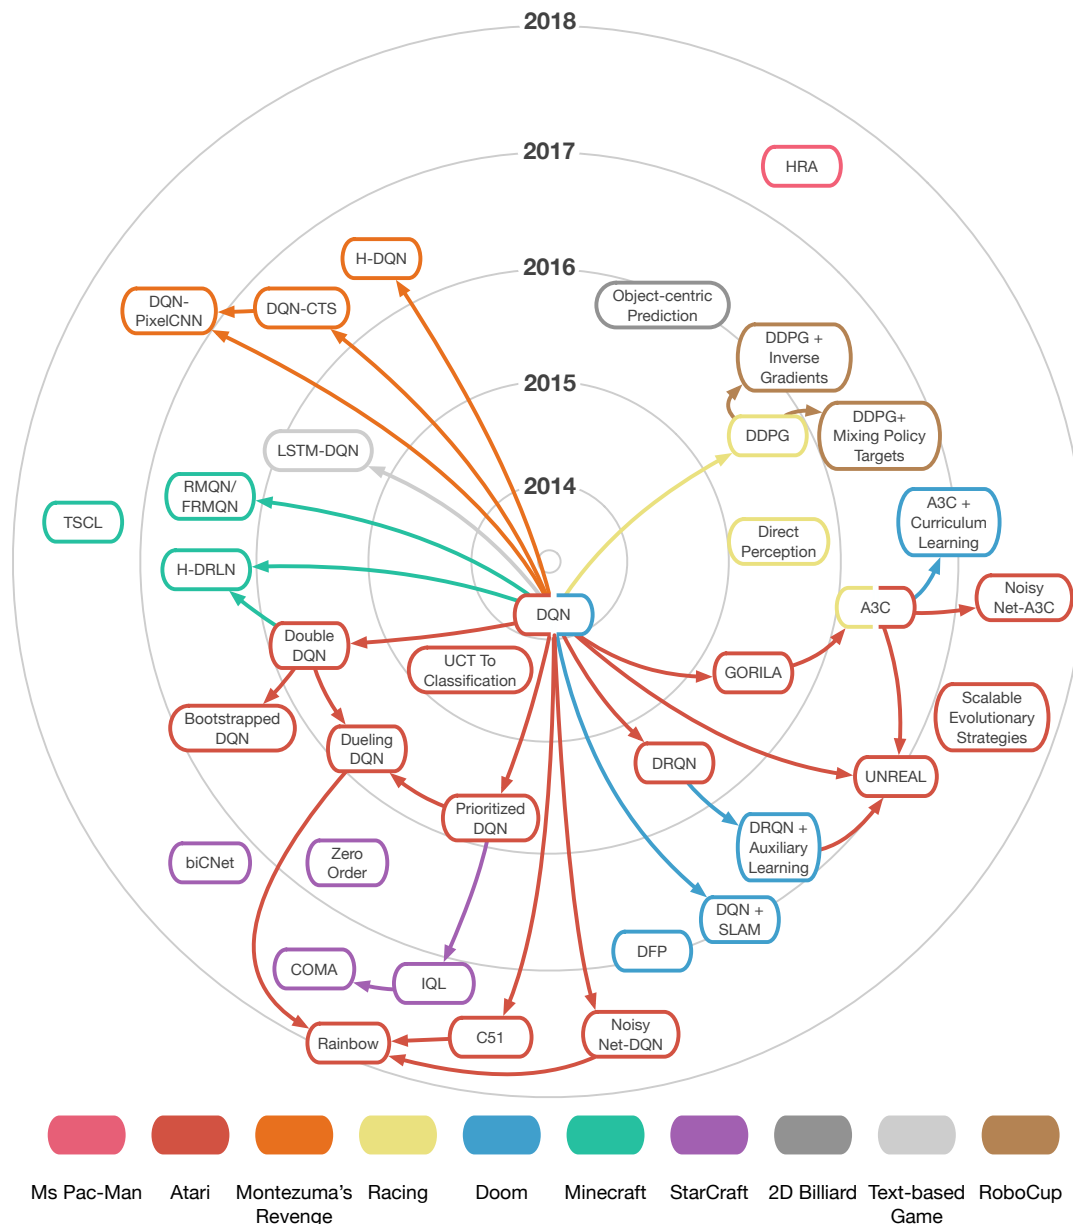 2018
2017
HRA
2016
H-DQN
Object-centric
Prediction
DQN-
PixelCNN
DQN-CTS
DDPG +
Inverse
Gradients
2015
DDPG
DDPG+
Mixing Policy
Targets
LSTM-DQN
2014
RMQN/
FRMQN
TSCL
A3C +
Curriculum
Learning
Direct
Perception
H-DRLN
Noisy
Net-A3C
DQN
A3C
Double
DQN
UCT To
Classification
GORILA
Bootstrapped
DQN
Scalable
Evolutionary
Strategies
Dueling
DQN
DRQN
UNREAL
Prioritized
DQN
DRQN +
Auxiliary
Learning
biCNet
Zero
Order
DQN +
SLAM
DFP
COMA
IQL
Rainbow
C51
Noisy
Net-DQN
Ms Pac-Man
Atari
Montezuma's
Revenge
Racing
Doom
Minecraft
StarCraft
2D Billiard
Text-based
Game
RoboCup